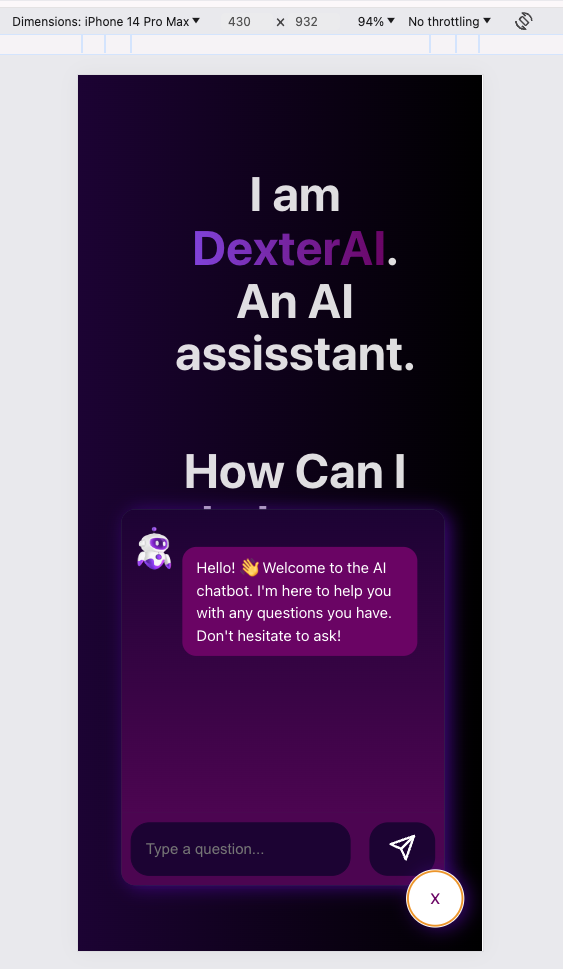 Dimensions: iPhone 14 Pro Max ▼ 430 × 932 94% ▼ No throttling ▼
I am
DexterAI.
An AI
assisstant.
How Can I
Hello! 👋 Welcome to the AI
chatbot. I'm here to help you
with any questions you have.
Don't hesitate to ask!
Type a question...
X